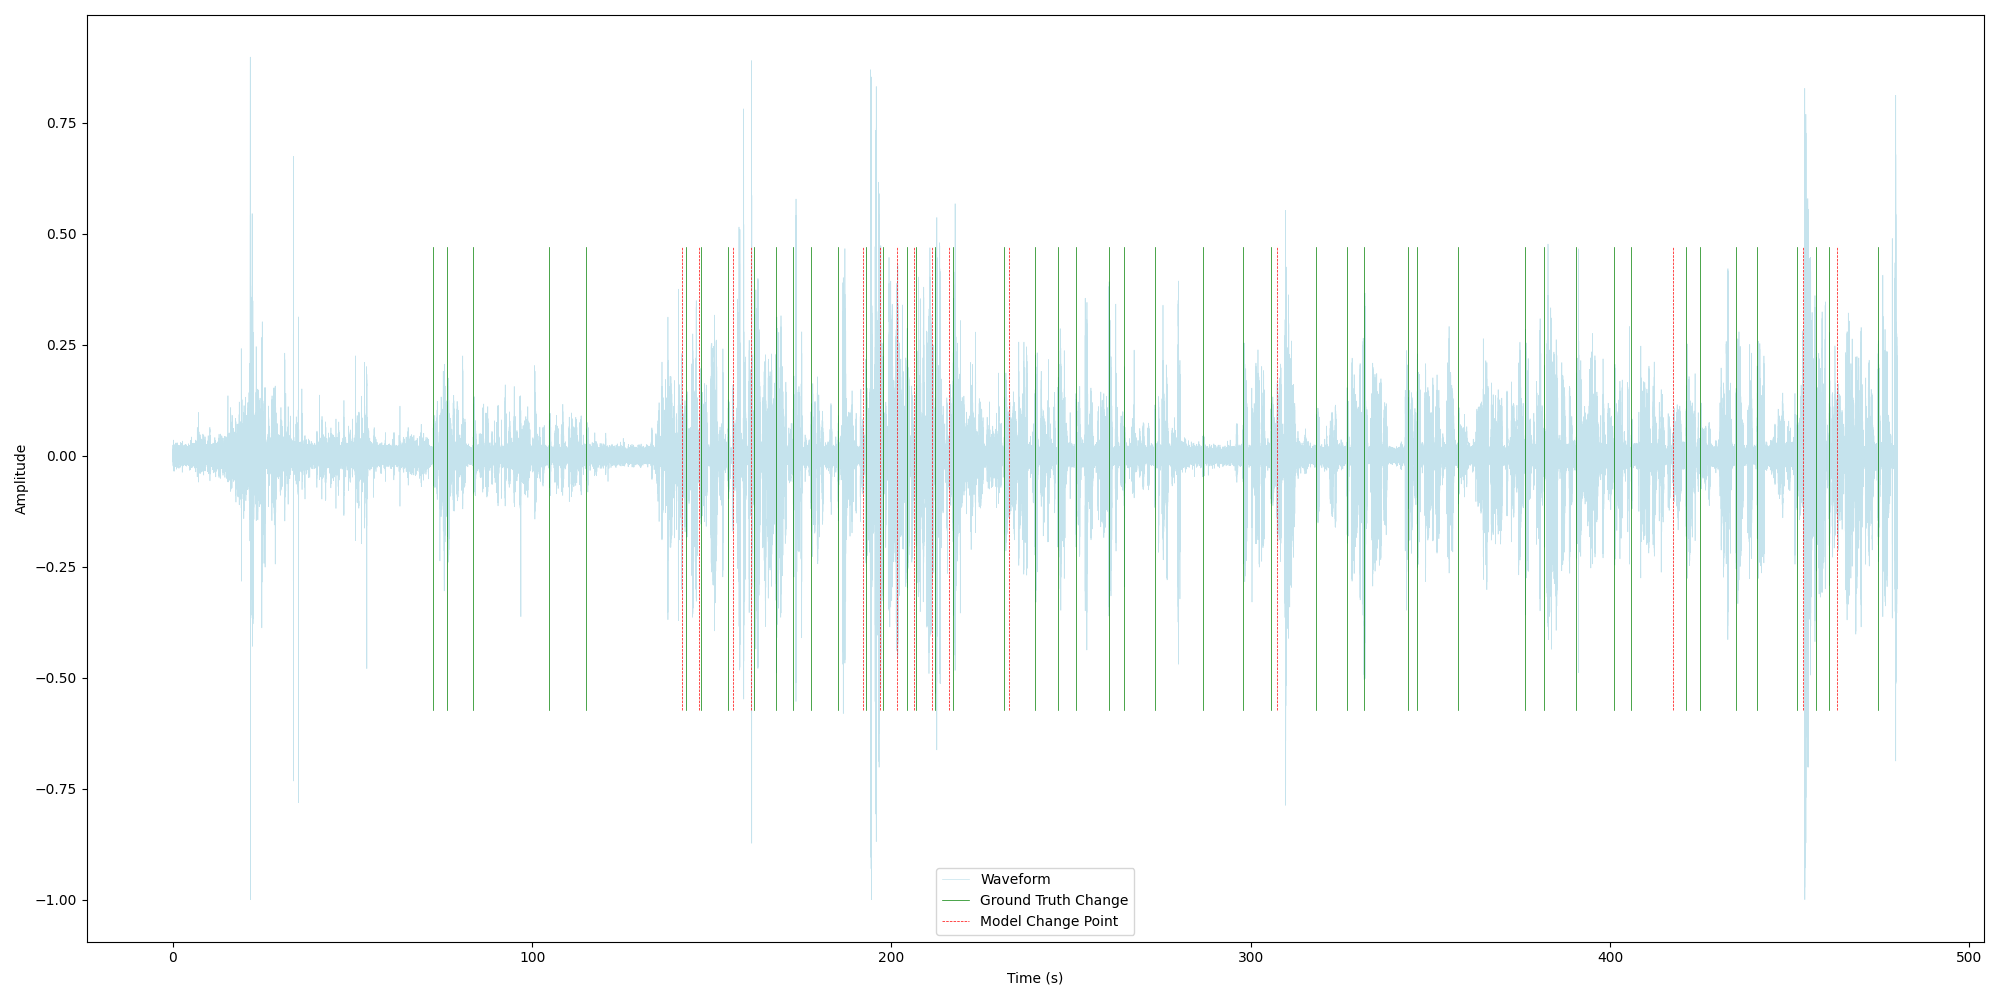 0.75
0.50
0.25
0.00
−0.25
−0.50
−0.75
−1.00
Amplitude
Waveform
Ground Truth Change
Model Change Point
0 100 200 300 400 500
Time (s)